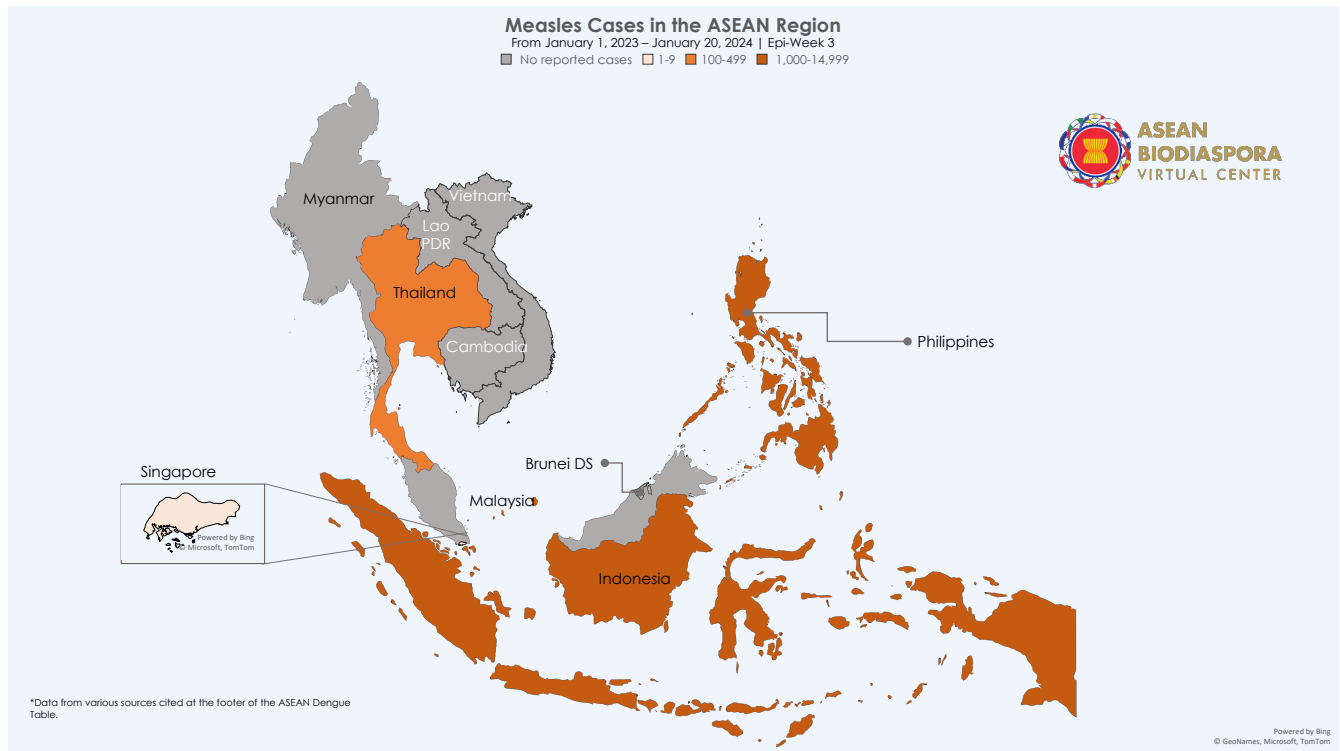 Measles Cases in the ASEAN Region
From January 1, 2023 – January 20, 2024 | Epi-Week 3
No reported cases 1-9 100-499 1,000-14,999
ASEAN
BIODIASPORA
VIRTUAL CENTER
Myanmar
Vietnam
Lao
PDR
Thailand
Cambodia
Philippines
Brunei DS
Singapore
Malaysia
Powered by Bing
© Microsoft, TomTom
Indonesia
*Data from various sources cited at the footer of the ASEAN Dengue
Table.
Powered by Bing
© GeoNames, Microsoft, TomTom